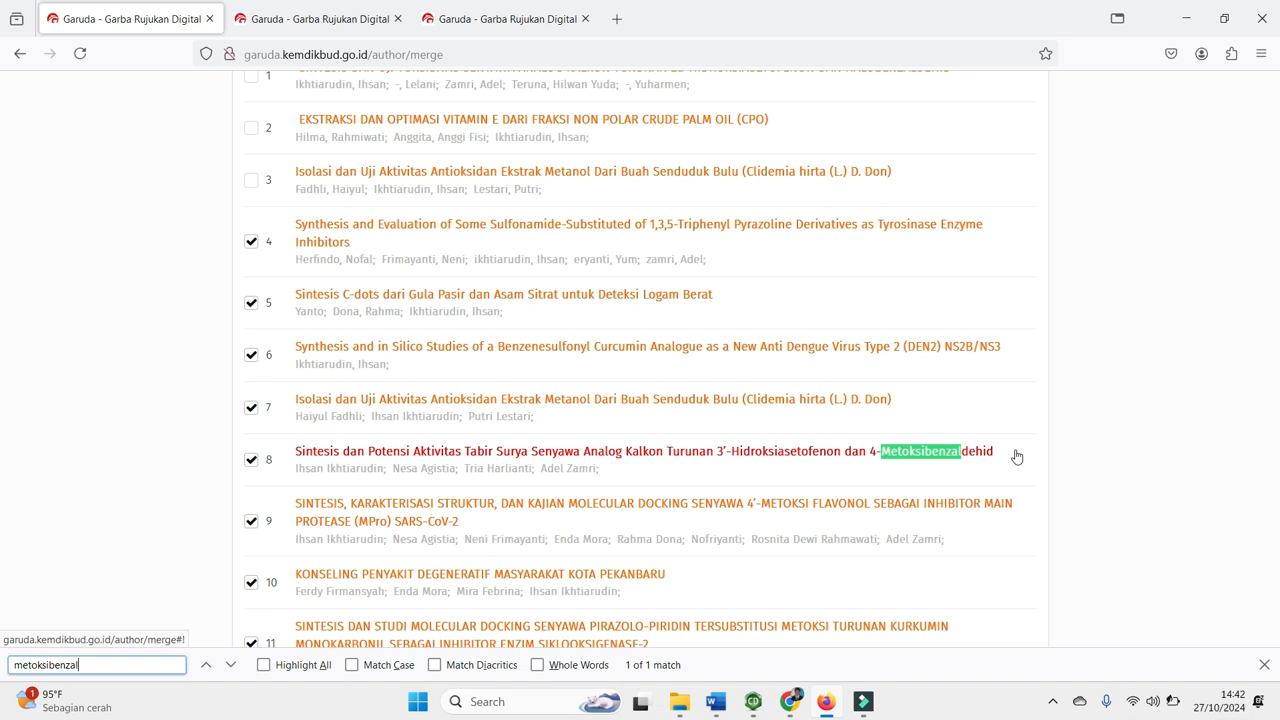 Garuda - Garba Rujukan Digital
Garuda - Garba Rujukan Digital
Garuda - Garba Rujukan Digital
garuda.kemdikbud.go.id/author/merge
1
Ikhtiarudin, Ihsan; -, Lelani; Zamri, Adel; Teruna, Hilwan Yuda; -, Yuharmen;
2 EKSTRAKSI DAN OPTIMASI VITAMIN E DARI FRAKSI NON POLAR CRUDE PALM OIL (CPO)
Hilma, Rahmiwati; Anggita, Anggi Fisi; Ikhtiarudin, Ihsan;
3 Isolasi dan Uji Aktivitas Antioksidan Ekstrak Metanol Dari Buah Senduduk Bulu (Clidemia hirta (L.) D. Don)
Fadhli, Haiyul; Ikhtiarudin, Ihsan; Lestari, Putri;
4 Synthesis and Evaluation of Some Sulfonamide-Substituted of 1,3,5-Triphenyl Pyrazoline Derivatives as Tyrosinase Enzyme
Inhibitors
Herfindo, Nofal; Frimayanti, Neni; ikhtiarudin, Ihsan; eryanti, Yum; zamri, Adel;
5 Sintesis C-dots dari Gula Pasir dan Asam Sitrat untuk Deteksi Logam Berat
Yanto; Dona, Rahma; Ikhtiarudin, Ihsan;
6 Synthesis and in Silico Studies of a Benzenesulfonyl Curcumin Analogue as a New Anti Dengue Virus Type 2 (DEN2) NS2B/NS3
Ikhtiarudin, Ihsan;
7 Isolasi dan Uji Aktivitas Antioksidan Ekstrak Metanol Dari Buah Senduduk Bulu (Clidemia hirta (L.) D. Don)
Haiyul Fadhli; Ihsan Ikhtiarudin; Putri Lestari;
8 Sintesis dan Potensi Aktivitas Tabir Surya Senyawa Analog Kalkon Turunan 3’-Hidroksiasetofenon dan 4-Metoksibenzaldehid
Ihsan Ikhtiarudin; Nesa Agistia; Tria Harlianti; Adel Zamri;
9 SINTESIS, KARAKTERISASI STRUKTUR, DAN KAJIAN MOLECULAR DOCKING SENYAWA 4’-METOKSI FLAVONOL SEBAGAI INHIBITOR MAIN
PROTEASE (MPro) SARS-CoV-2
Ihsan Ikhtiarudin; Nesa Agistia; Neni Frimayanti; Enda Mora; Rahma Dona; Nofriyanti; Rosnita Dewi Rahmawati; Adel Zamri;
10 KONSELING PENYAKIT DEGENERATIF MASYARAKAT KOTA PEKANBARU
Ferdy Firmansyah; Enda Mora; Mira Febrina; Ihsan Ikhtiarudin;
11 SINTESIS DAN STUDI MOLECULAR DOCKING SENYAWA PIRAZOLO-PIRIDIN TERSUBSTITUSI METOKSI TURUNAN KURKUMIN
MONOKARBONIL SEBAGAI INHIBITOR ENZIM SIKLOOKSIGENASE-2
garuda.kemdikbud.go.id/author/merge#!
metoksibenzal
Highlight All
Match Case
Match Diacritics
Whole Words
1 of 1 match
1
95°F
Sebagian cerah
Search
14:42
27/10/2024